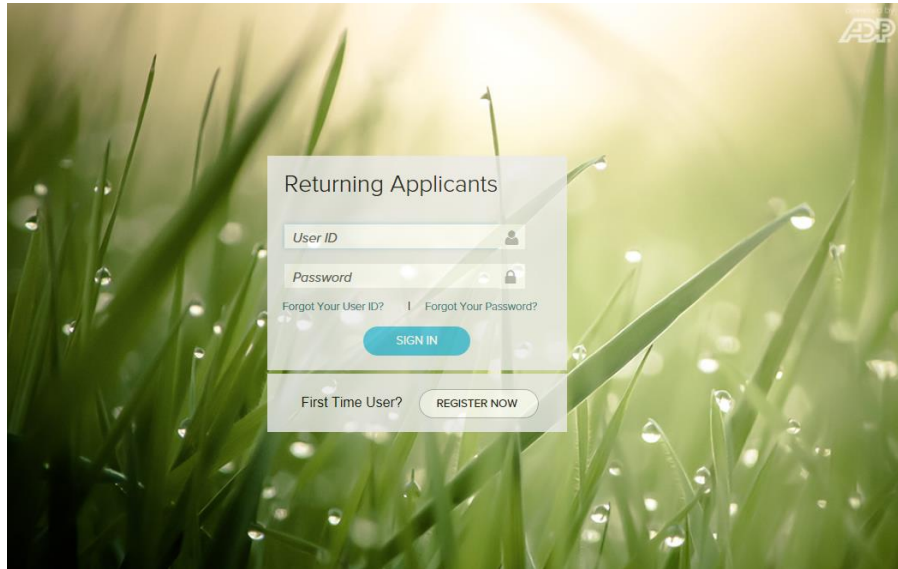 ADP
Returning Applicants
User ID
Password
Forgot Your User ID? | Forgot Your Password?
SIGN IN
First Time User? REGISTER NOW